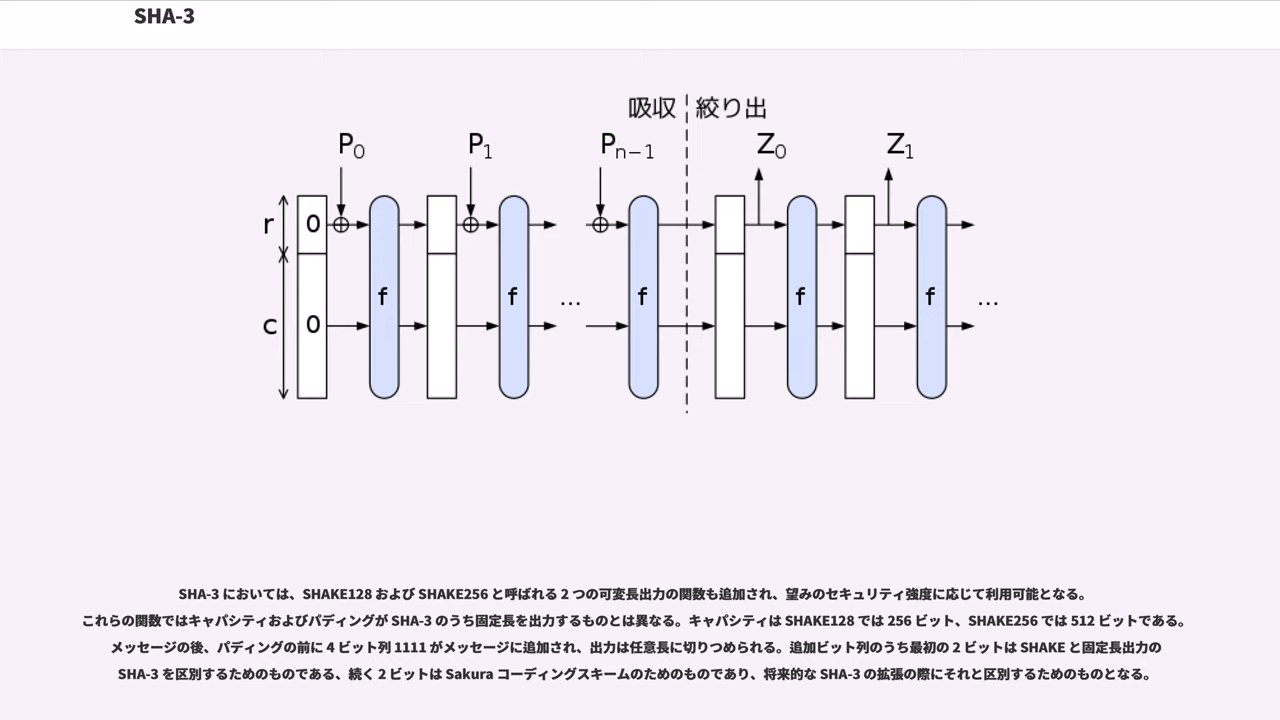 SHA-3
吸収 絞り出
P0 P1 Pn−1 Z0 Z1
r 0
f f f f f
... ...
c 0
SHA-3 においては、SHAKE128 および SHAKE256 と呼ばれる 2 つの可変長出力の関数も追加され、望みのセキュリティ強度に応じて利用可能となる。
これらの関数ではキャパシティおよびパディングが SHA-3 のうち固定長を出力するものとは異なる。キャパシティは SHAKE128 では 256 ビット、SHAKE256 では 512 ビットである。
メッセージの後、パディングの前に 4 ビット列 1111 がメッセージに追加され、出力は任意長に切りつめられる。追加ビット列のうち最初の 2 ビットは SHAKE と固定長出力の
SHA-3 を区別するためのものである、続く 2 ビットは Sakura コーディングスキームのためのものであり、将来的な SHA-3 の拡張の際にそれと区別するためのものとなる。